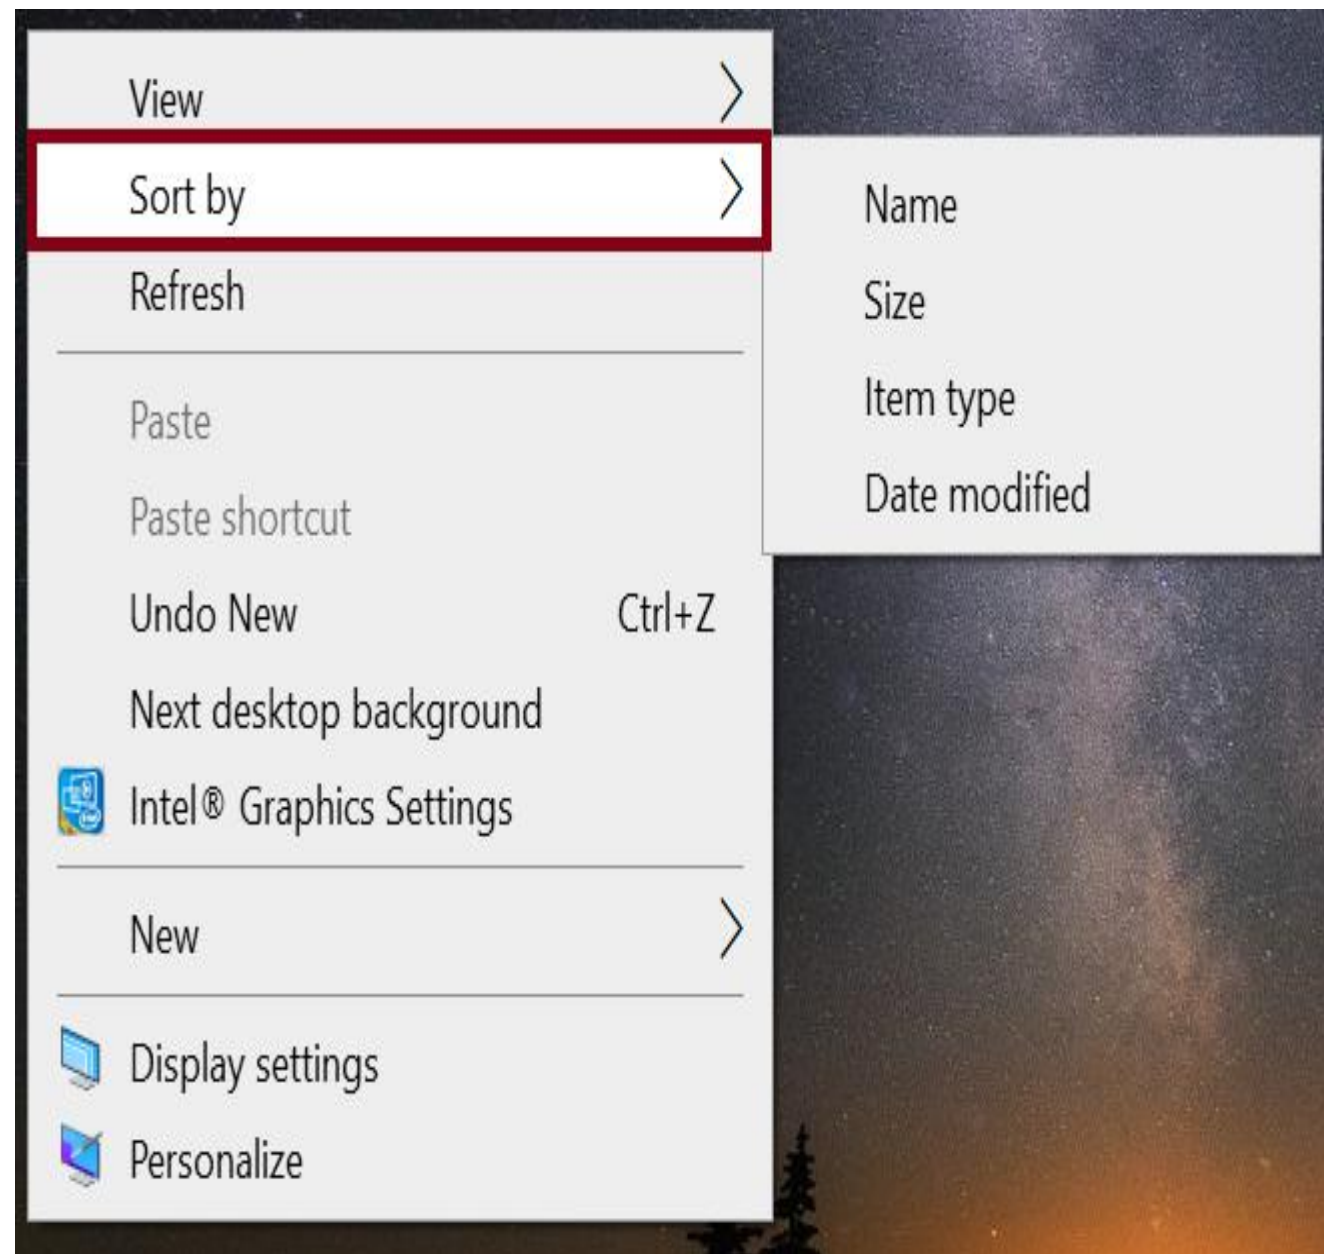 View
Sort by
Refresh
Paste
Paste shortcut
Undo New Ctrl+Z
Next desktop background
Intel® Graphics Settings
New
Display settings
Personalize
Name
Size
Item type
Date modified